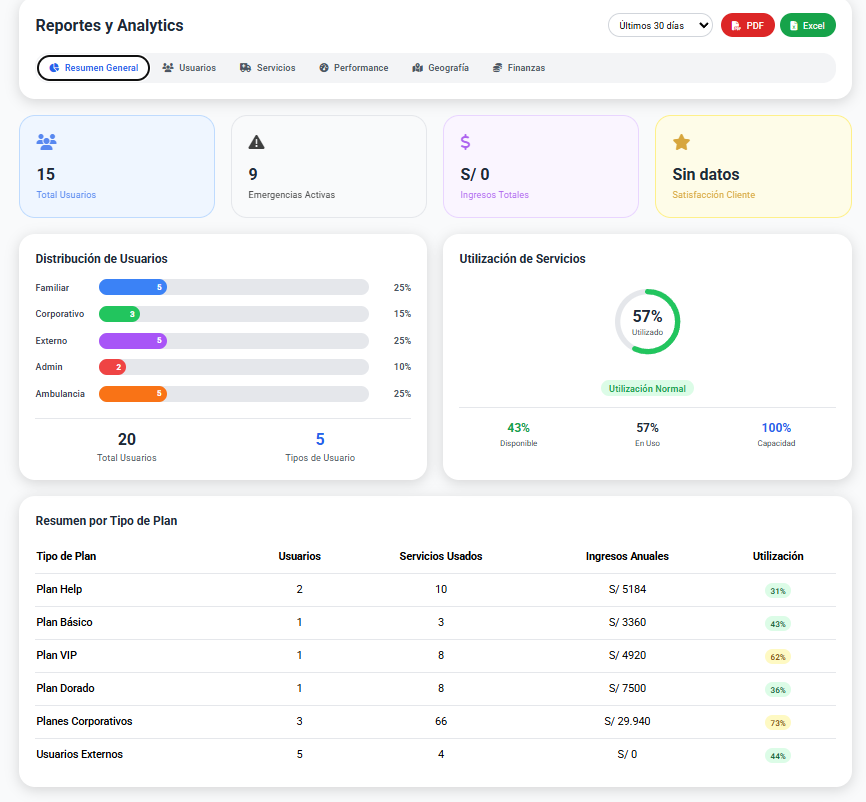 Reportes y Analytics
Últimos 30 días
PDF
Excel
Resumen General
Usuarios
Servicios
Performance
Geografía
Finanzas
15
Total Usuarios
9
Emergencias Activas
S/ 0
Ingresos Totales
Sin datos
Satisfacción Cliente
Distribución de Usuarios
Familiar 5 25%
Corporativo 3 15%
Externo 5 25%
Admin 2 10%
Ambulancia 5 25%
20
Total Usuarios
5
Tipos de Usuario
Utilización de Servicios
57%
Utilizado
Utilización Normal
43%
Disponible
57%
En Uso
100%
Capacidad
Resumen por Tipo de Plan
Tipo de Plan Usuarios Servicios Usados Ingresos Anuales Utilización
Plan Help 2 10 S/ 5184 31%
Plan Básico 1 3 S/ 3360 43%
Plan VIP 1 8 S/ 4920 62%
Plan Dorado 1 8 S/ 7500 36%
Planes Corporativos 3 66 S/ 29.940 73%
Usuarios Externos 5 4 S/ 0 44%